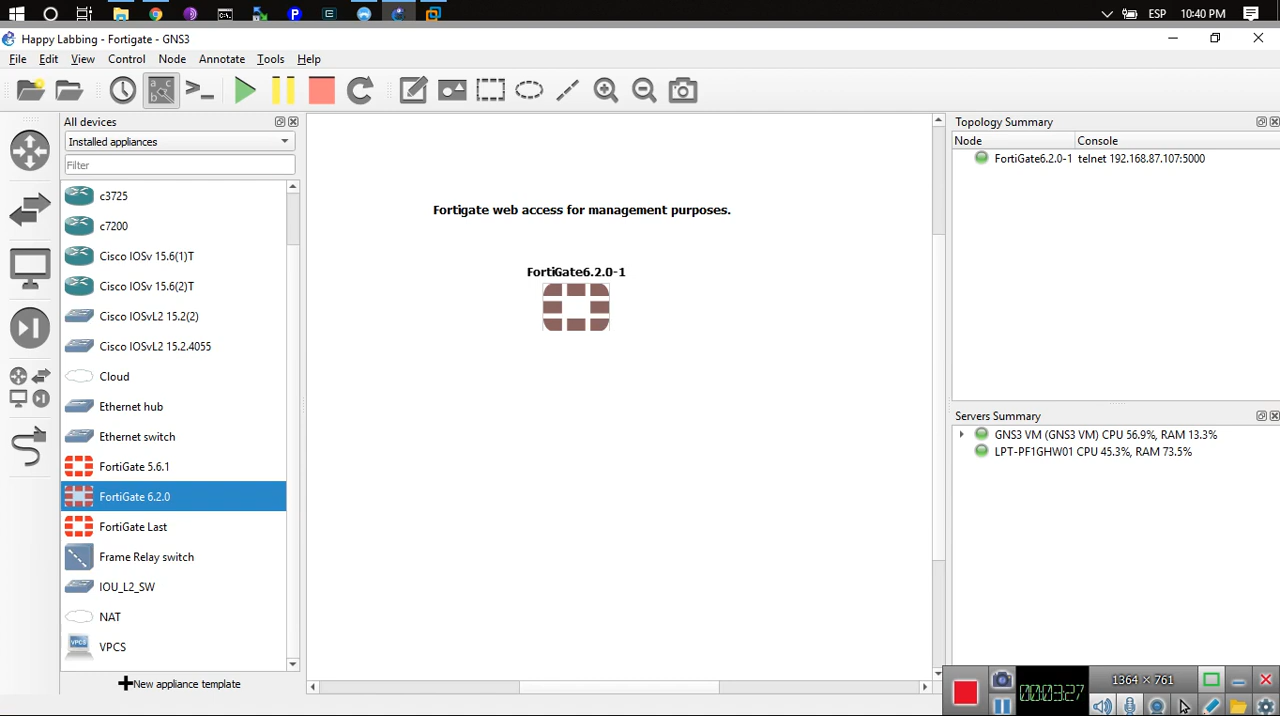 ESP 10:40 PM
Happy Labbing - Fortigate - GNS3
File Edit View Control Node Annotate Tools Help
All devices
Installed appliances
Filter
c3725
c7200
Cisco IOSv 15.6(1)T
Cisco IOSv 15.6(2)T
Cisco IOSvL2 15.2(2)
Cisco IOSvL2 15.2.4055
Cloud
Ethernet hub
Ethernet switch
FortiGate 5.6.1
FortiGate 6.2.0
FortiGate Last
Frame Relay switch
IOU_L2_SW
NAT
VPCS
New appliance template
Fortigate web access for management purposes.
FortiGate6.2.0-1
Topology Summary
Node Console
FortiGate6.2.0-1 telnet 192.168.87.107:5000
Servers Summary
GNS3 VM (GNS3 VM) CPU 56.9%, RAM 13.3%
LPT-PF1GHW01 CPU 45.3%, RAM 73.5%
00:03:27
1364 × 761